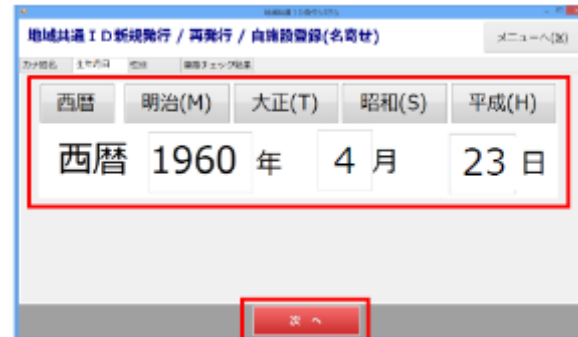 地域共通ID新規発行 / 再発行 / 自施設登録(名寄せ)
メニューへ(X)
カナ姓名 生年月日 性別 重複チェック結果
西暦 明治(M) 大正(T) 昭和(S) 平成(H)
西暦 1960 年 4 月 23 日
次 へ